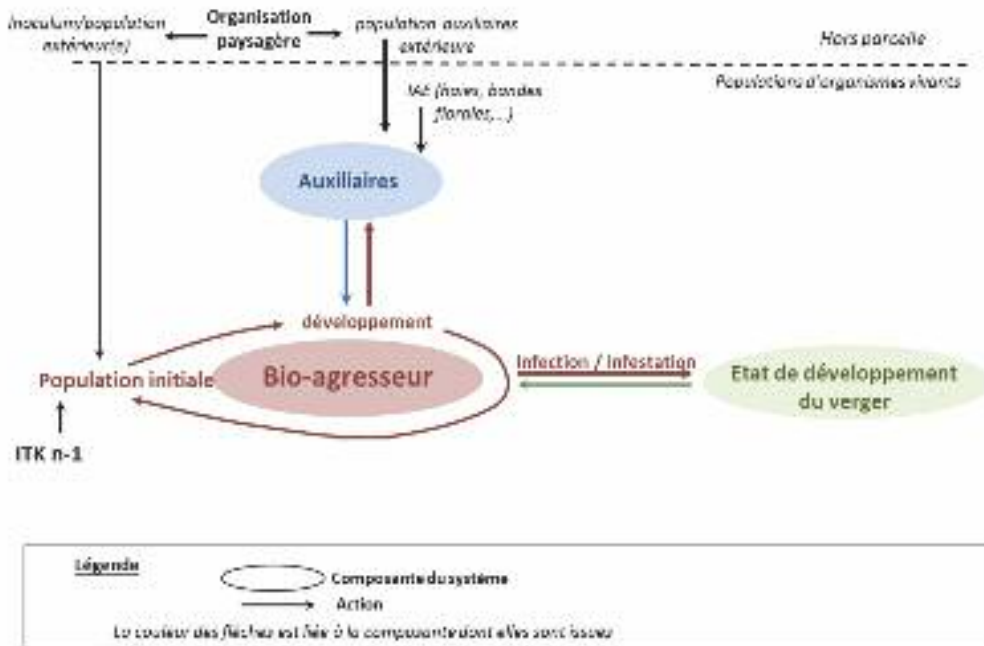 Inoculum/population
extérieur(e)
Organisation
paysagère
population auxiliaires
extérieure
Hors parcelle
Populations d'organismes vivants
IAE (haies, bandes
florales,...)
Auxiliaires
développement
Population initiale
Bio-agresseur
Infection / Infestation
Etat de développement
du verger
ITK n-1
Légende
Composante du système
Action
La couleur des flèches est liée à la composante dont elles sont issues